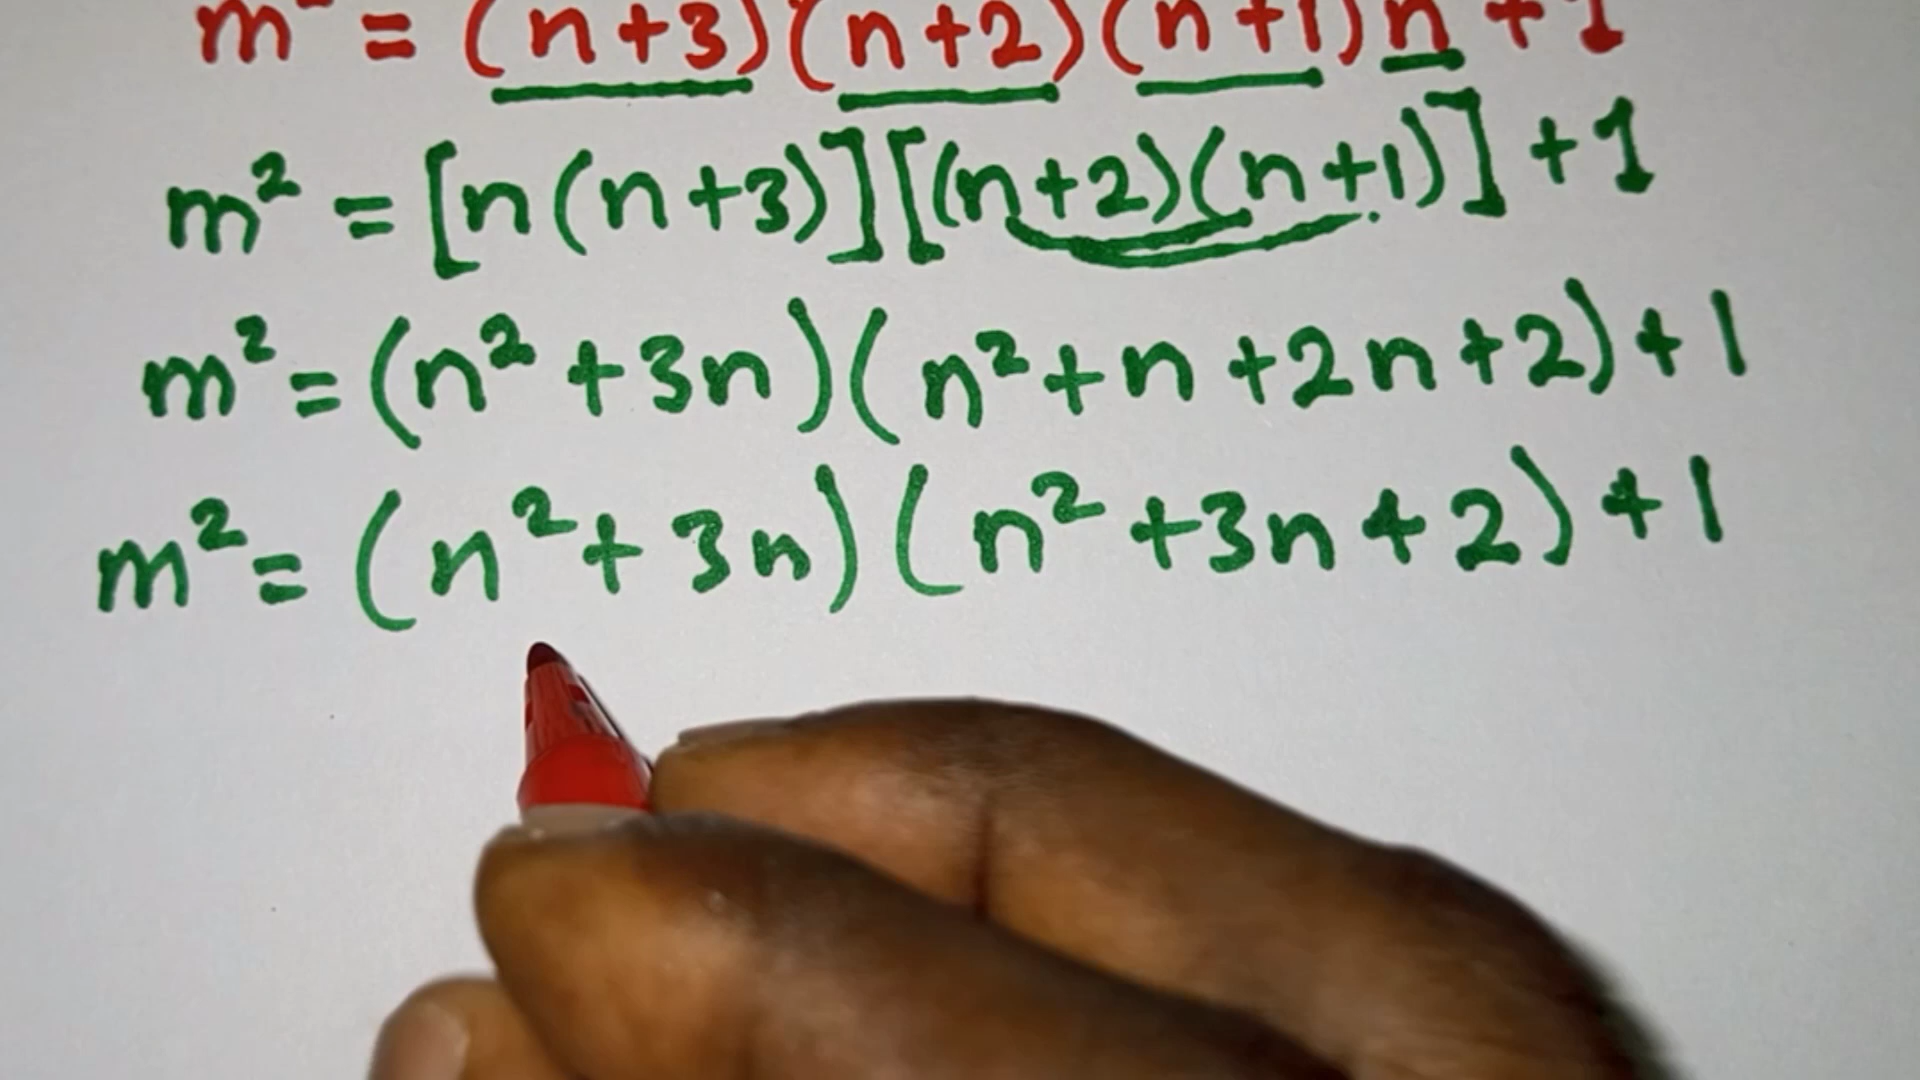 m² = (n+3)(n+2)(n+1)n + 1
m² = [n(n+3)][(n+2)(n+1)] + 1
m² = (n² + 3n)(n² + n + 2n + 2) + 1
m² = (n² + 3n)(n² + 3n + 2) + 1